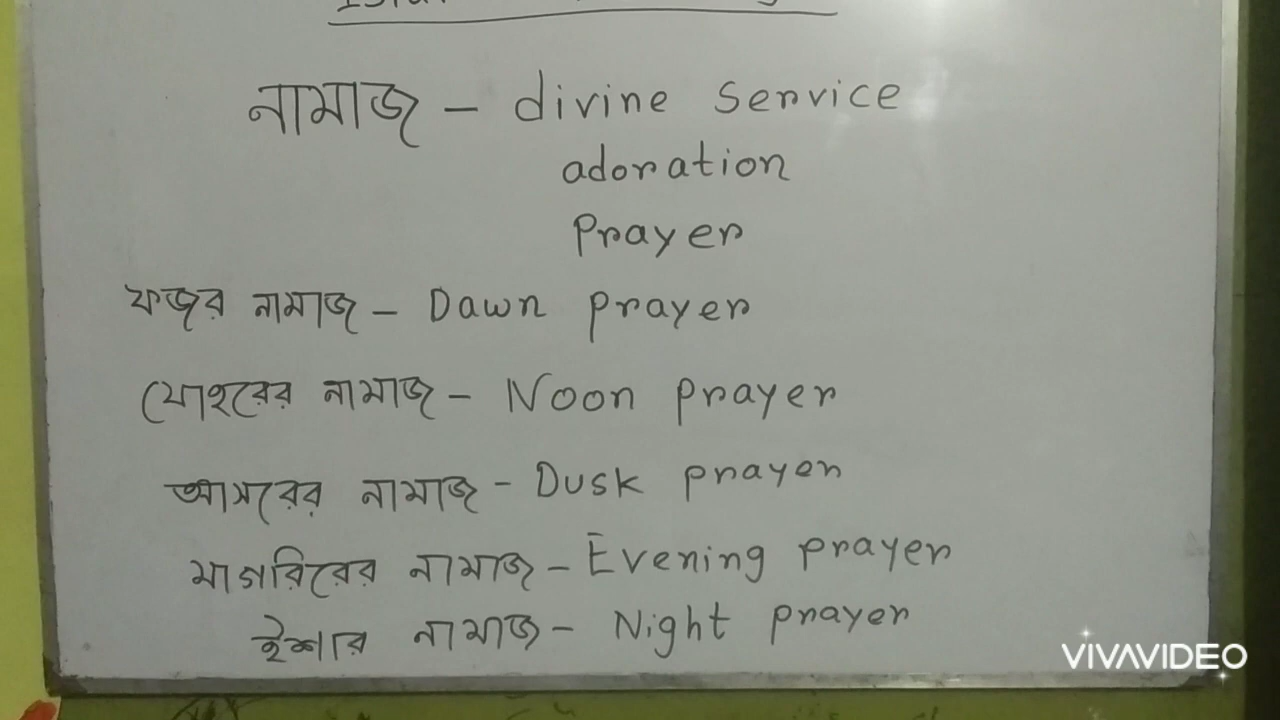 নামাজ – divine service
adoration
Prayer
ফজর নামাজ – Dawn prayer
যোহরের নামাজ – Noon prayer
আসরের নামাজ – Dusk prayer
মাগরিবের নামাজ – Evening prayer
ইশার নামাজ – Night prayer
VIVAVIDEO